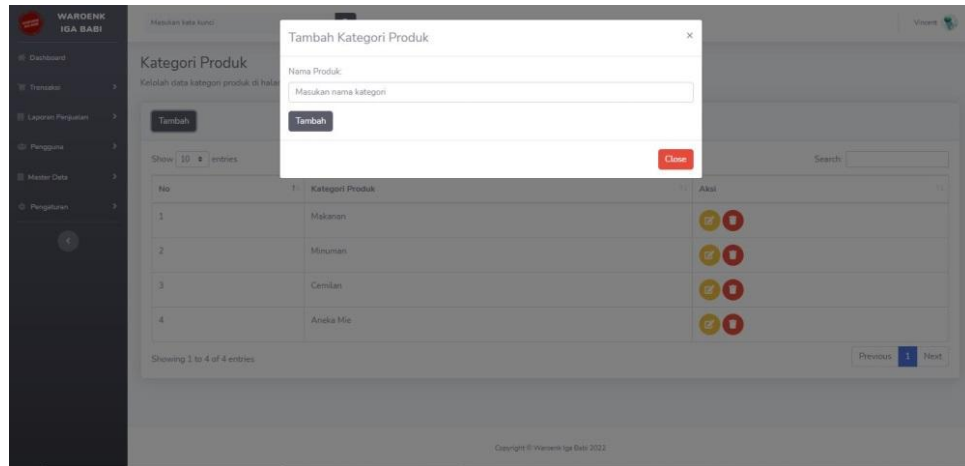 WAROENK
IGA BABI
Masukan kata kunci
Vincent
Dashboard
Transaksi
Laporan Penjualan
Pengguna
Master Data
Pengaturan
Kategori Produk
Kelolah data kategori produk di hala
Tambah
Tambah Kategori Produk
×
Nama Produk:
Masukan nama kategori
Tambah
Close
Show 10 entries
Search:
No
Kategori Produk
Aksi
1
Makanan
2
Minuman
3
Cemilan
4
Aneka Mie
Showing 1 to 4 of 4 entries
Previous 1 Next
Copyright © Waroenk Iga Babi 2022